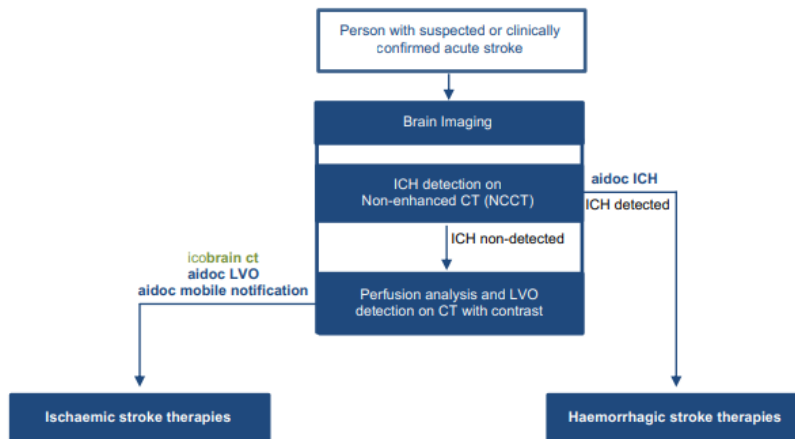 Person with suspected or clinically
confirmed acute stroke
Brain Imaging
ICH detection on
Non-enhanced CT (NCCT)
aidoc ICH
ICH detected
ICH non-detected
icobrain ct
aidoc LVO
aidoc mobile notification
Perfusion analysis and LVO
detection on CT with contrast
Ischaemic stroke therapies
Haemorrhagic stroke therapies